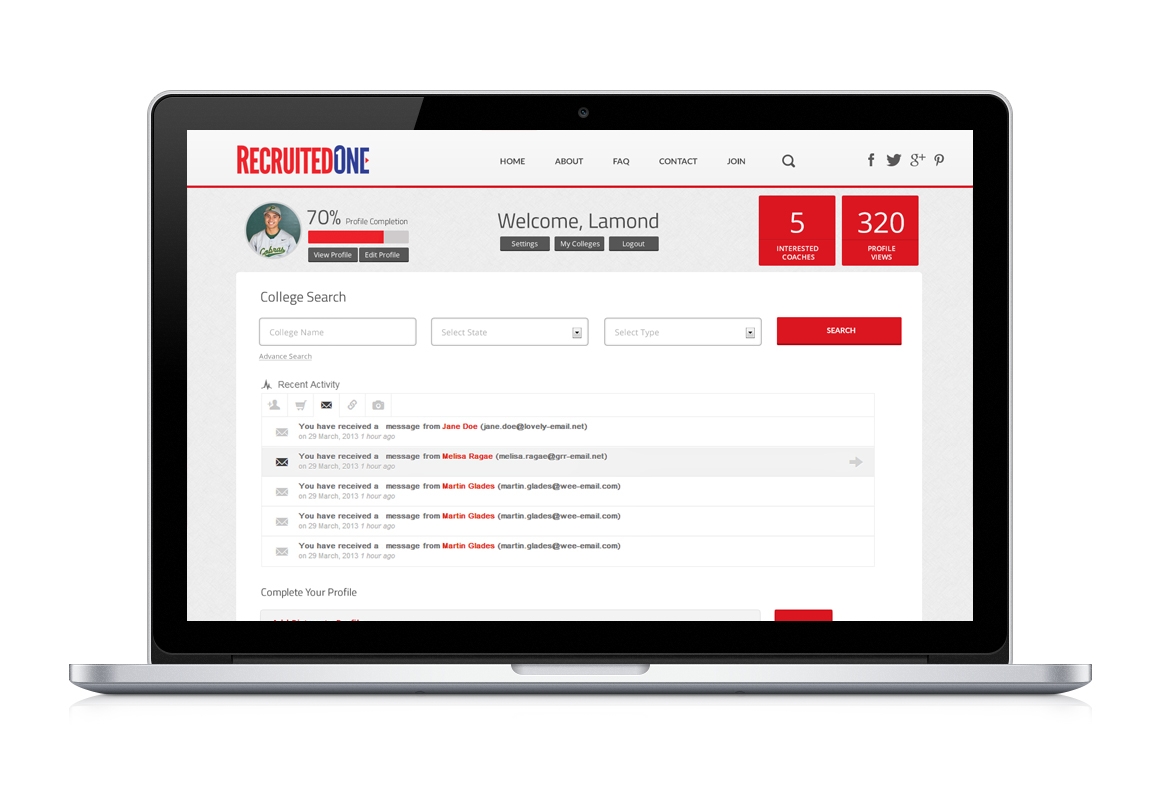 RECRUITEDONE
HOME ABOUT FAQ CONTACT JOIN
f g+
70% Profile Completion
View Profile Edit Profile
Cobras
Welcome, Lamond
Settings My Colleges Logout
5
INTERESTED
COACHES
320
PROFILE
VIEWS
College Search
College Name Select State Select Type SEARCH
Advance Search
Recent Activity
You have received a message from Jane Doe (jane.doe@lovely-email.net)
on 29 March, 2013 1 hour ago
You have received a message from Melisa Ragae (melisa.ragae@grr-email.net)
on 29 March, 2013 1 hour ago
You have received a message from Martin Glades (martin.glades@wee-email.com)
on 29 March, 2013 1 hour ago
You have received a message from Martin Glades (martin.glades@wee-email.com)
on 29 March, 2013 1 hour ago
You have received a message from Martin Glades (martin.glades@wee-email.com)
on 29 March, 2013 1 hour ago
Complete Your Profile